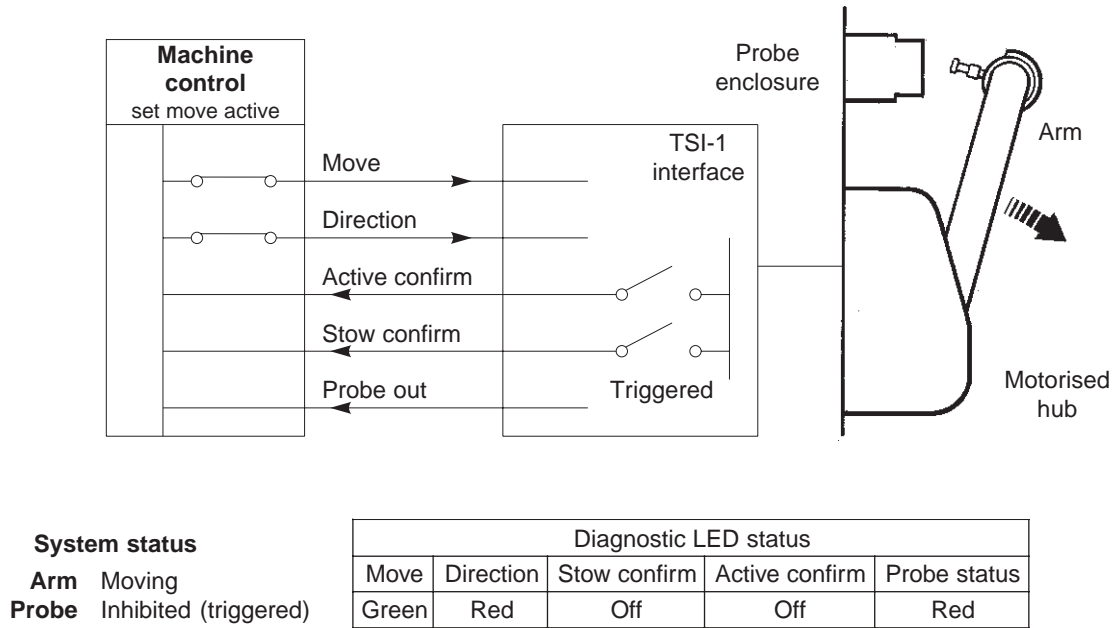 Machine
control
set move active
Move
Direction
Active confirm
Stow confirm
Probe out
TSI-1
interface
Triggered
Probe
enclosure
Arm
Motorised
hub
System status
Arm Moving
Probe Inhibited (triggered)
Diagnostic LED status
Move Direction Stow confirm Active confirm Probe status
Green Red Off Off Red